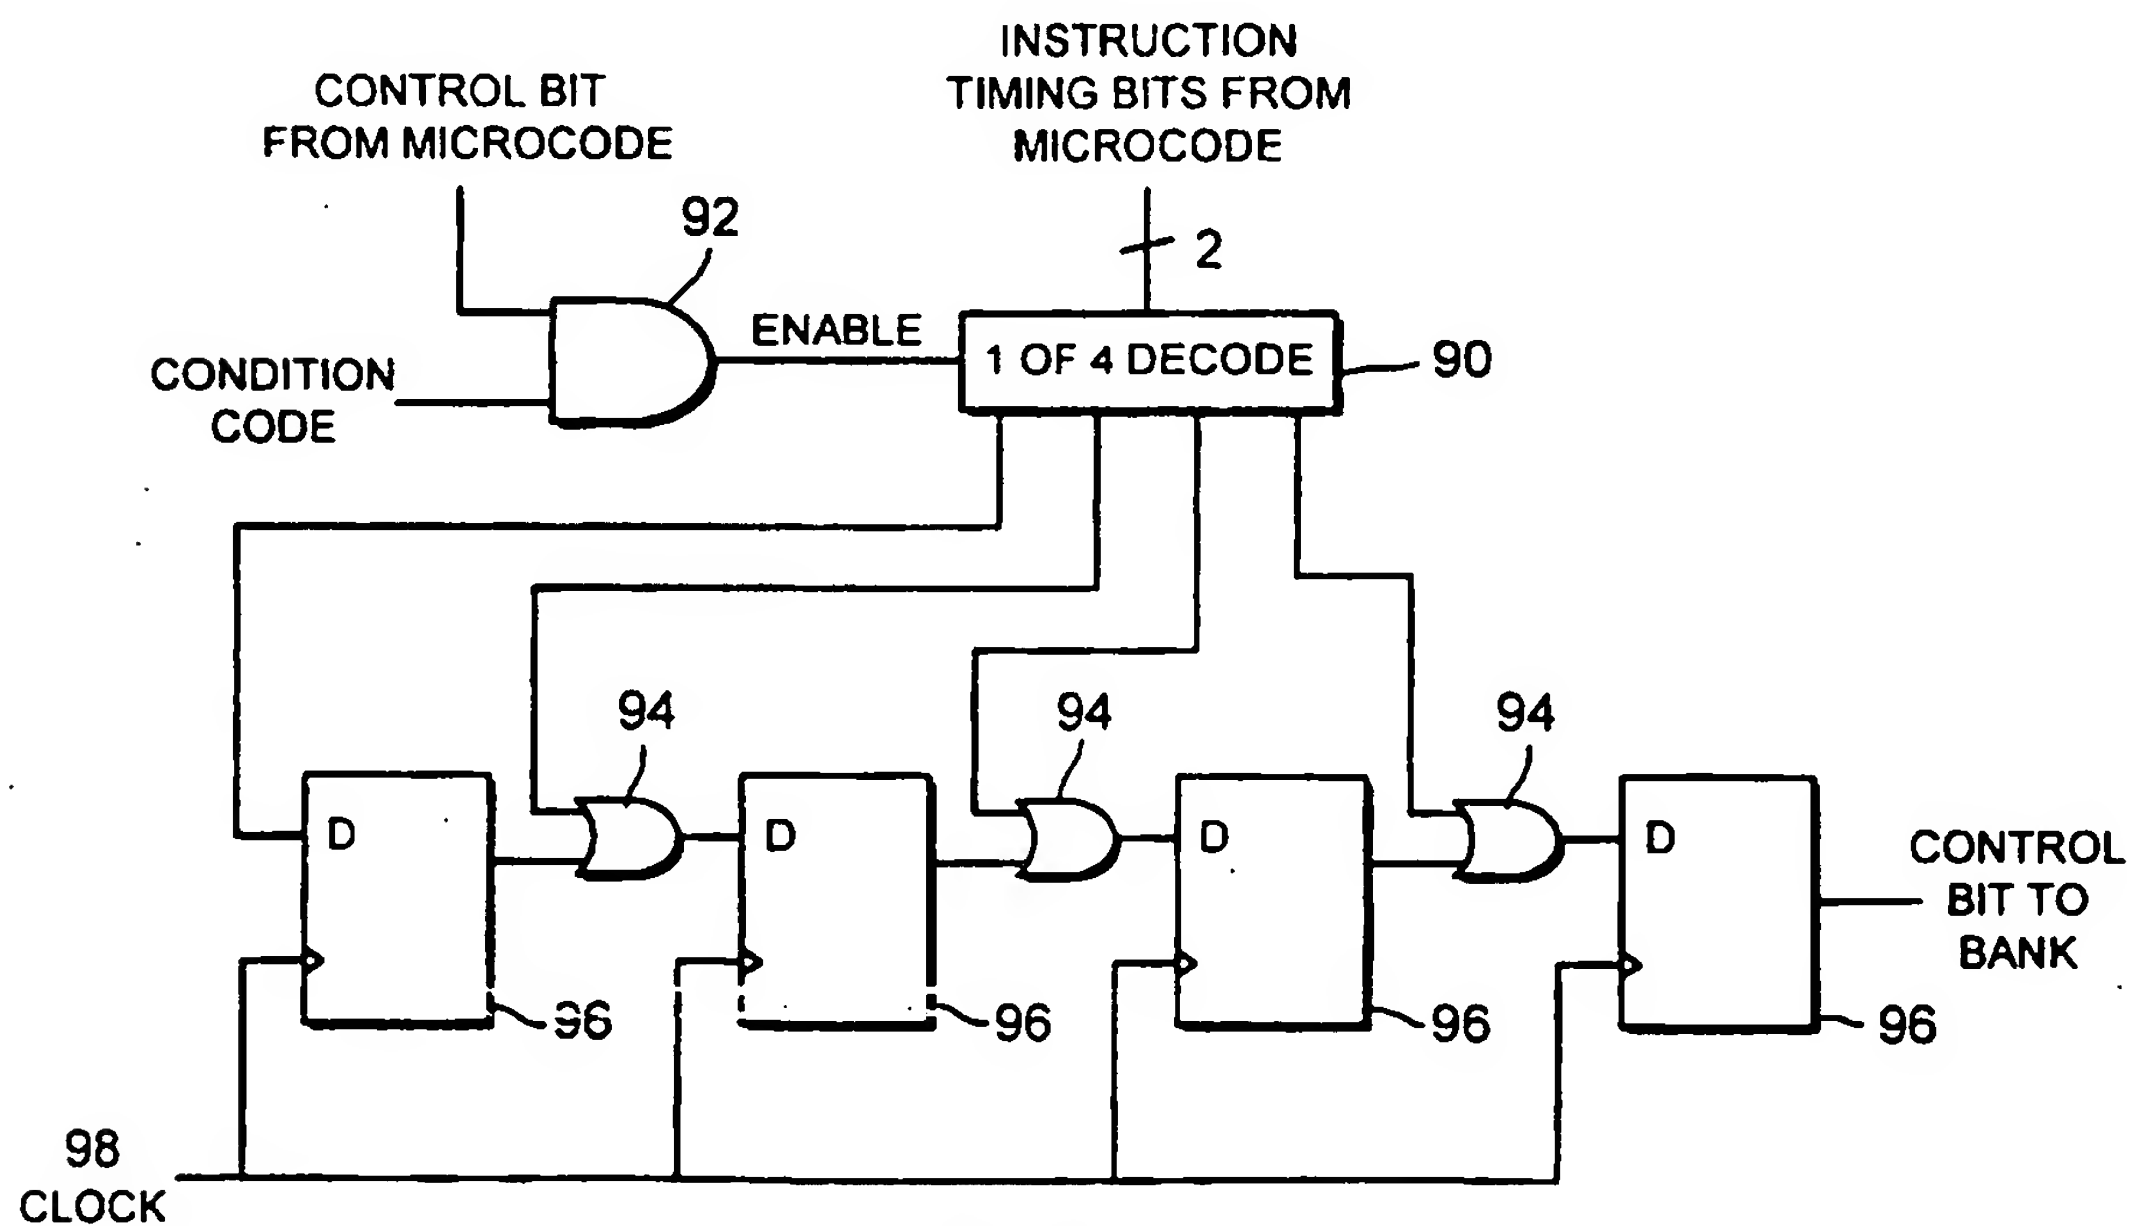 INSTRUCTION
TIMING BITS FROM
MICROCODE
CONTROL BIT
FROM MICROCODE
92
2
ENABLE
1 OF 4 DECODE
90
CONDITION
CODE
94
94
94
D
D
D
D
CONTROL
BIT TO
BANK
96
96
96
96
98
CLOCK